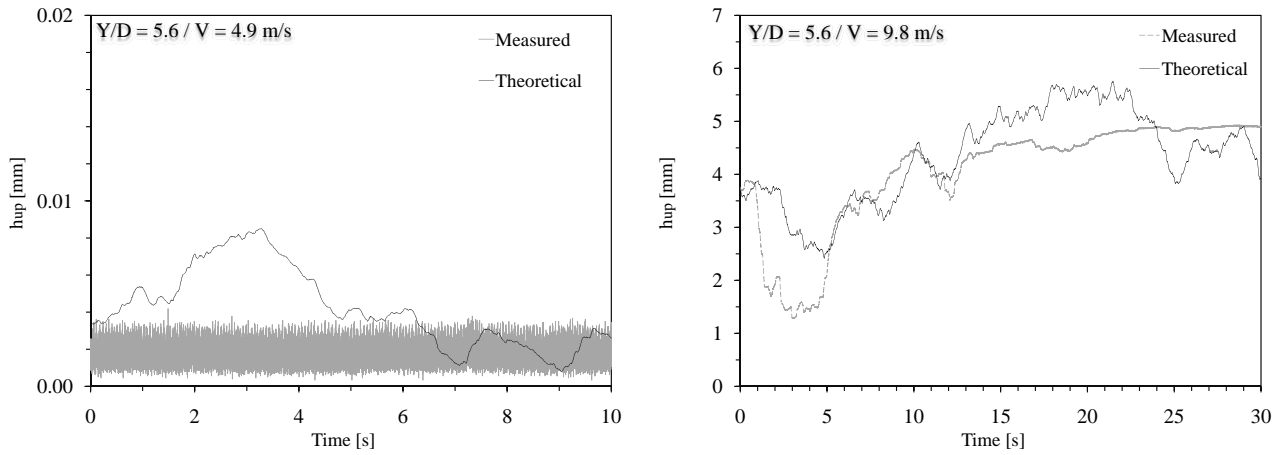 Y/D = 5.6 / V = 4.9 m/s
Measured
Theoretical
0.02
0.01
0.00
hup [mm]
0 2 4 6 8 10
Time [s]
Y/D = 5.6 / V = 9.8 m/s
Measured
Theoretical
7
6
5
4
3
2
1
0
hup [mm]
0 5 10 15 20 25 30
Time [s]